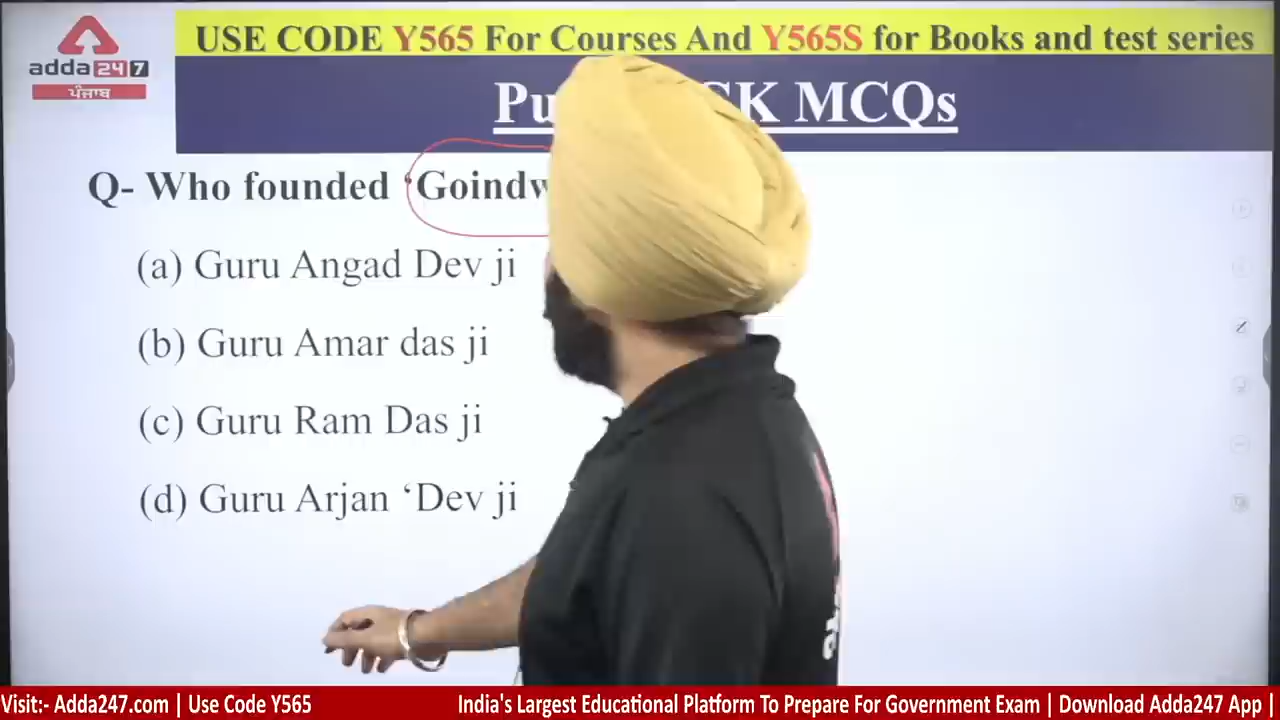 USE CODE Y565 For Courses And Y565S for Books and test series
adda247
ਪੰਜਾਬ
MCQs
Q- Who founded
(a) Guru Angad Dev ji
(b) Guru Amar das ji
(c) Guru Ram Das ji
(d) Guru Arjan ‘Dev ji
Visit:- Adda247.com | Use Code Y565 India's Largest Educational Platform To Prepare For Government Exam | Download Adda247 App |